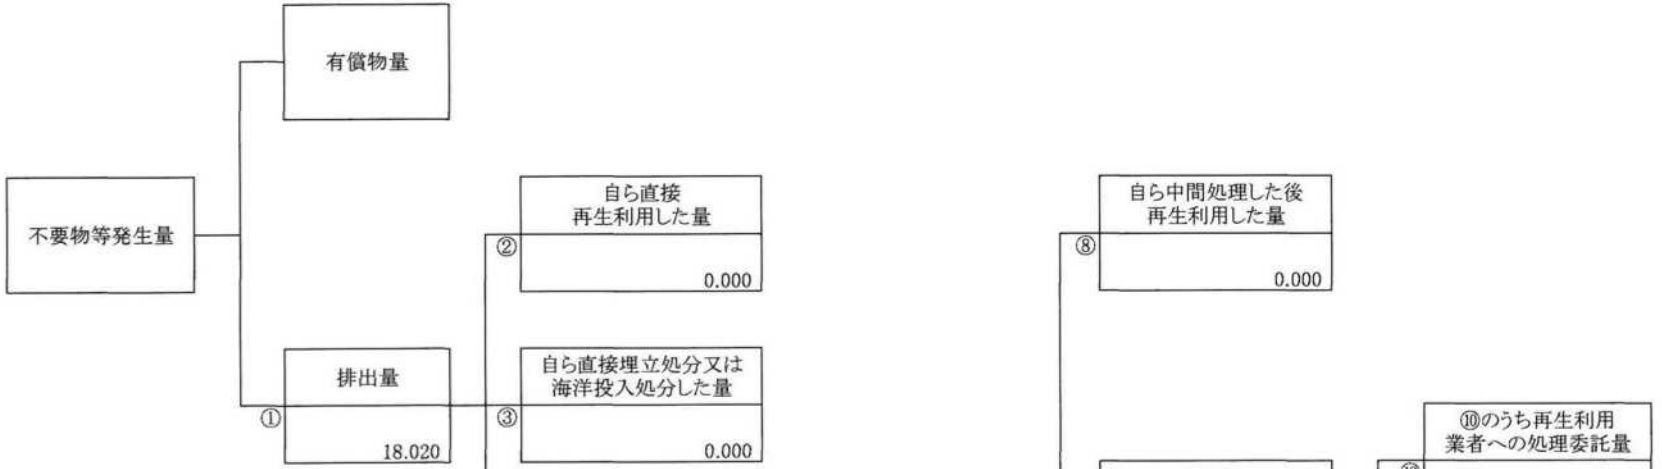 有償物量
不要物等発生量
自ら直接
再生利用した量
②
0.000
自ら中間処理した後
再生利用した量
⑧
0.000
排出量
①
18.020
自ら直接埋立処分又は
海洋投入処分した量
③
0.000
⑩のうち再生利用
業者への処理委託量